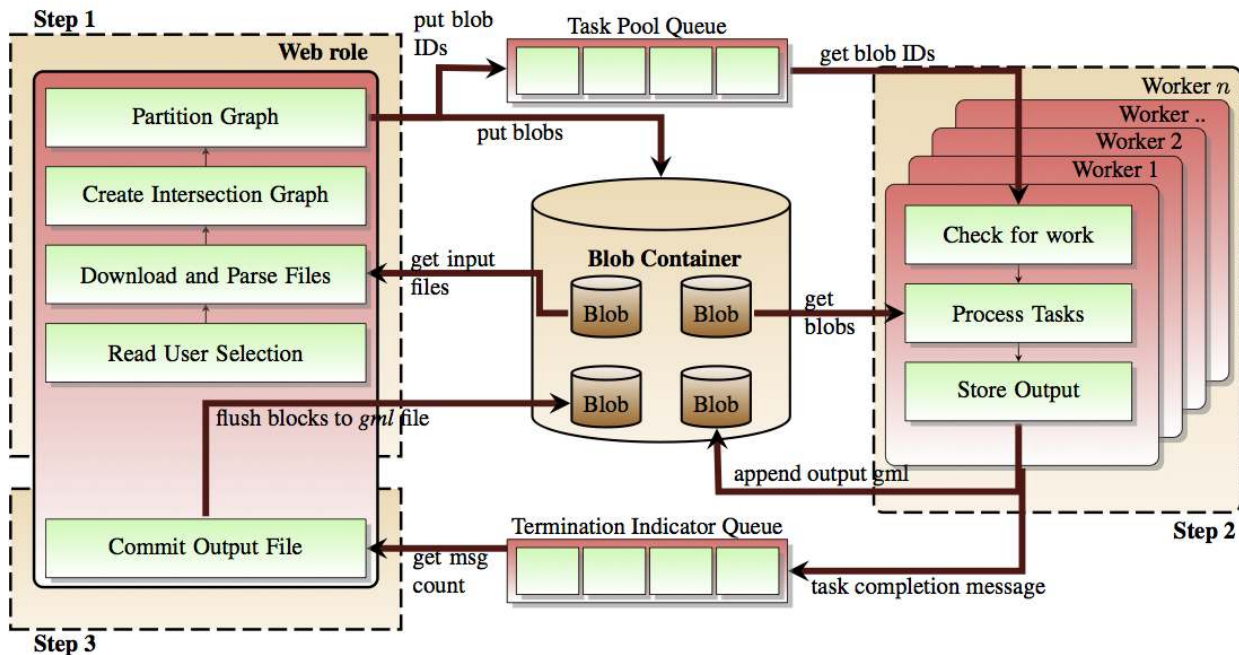 Step 1
Web role
Partition Graph
Create Intersection Graph
Download and Parse Files
Read User Selection
Commit Output File
Step 3
put blob
IDs
Task Pool Queue
get blob IDs
put blobs
Blob Container
Blob
Blob
Blob
Blob
get input
files
get
blobs
flush blocks to gml file
append output gml
Termination Indicator Queue
get msg
count
task completion message
Worker n
Worker ..
Worker 2
Worker 1
Check for work
Process Tasks
Store Output
Step 2